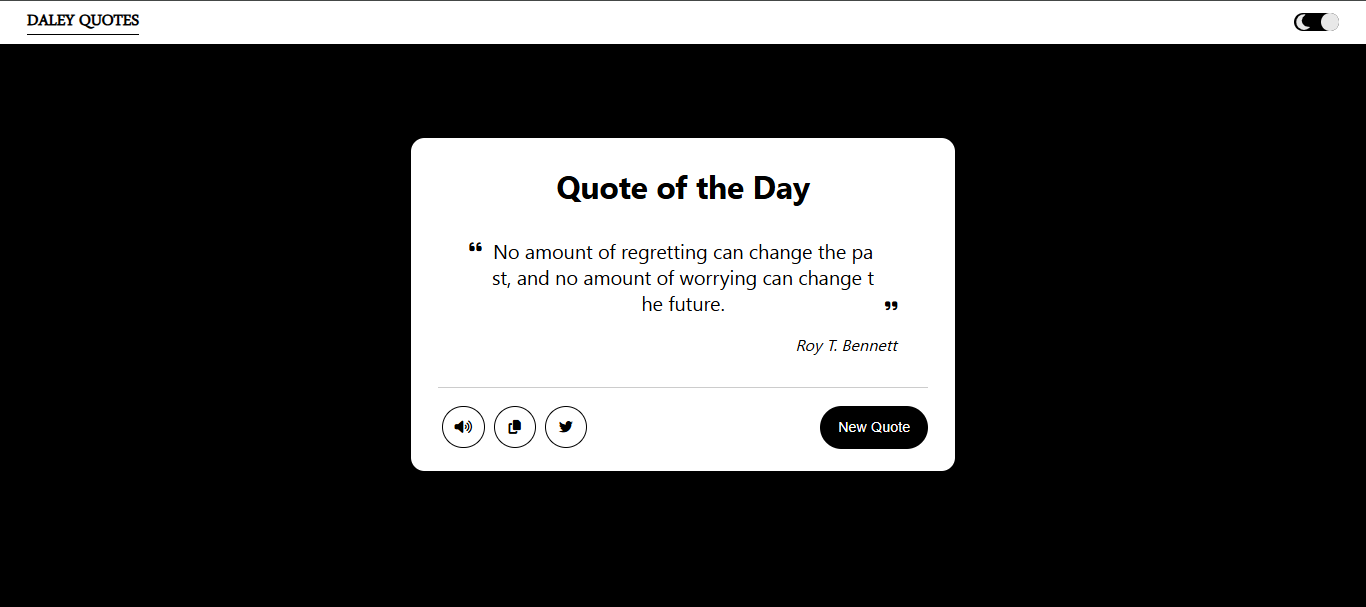 DALEY QUOTES
Quote of the Day
❝ No amount of regretting can change the pa
st, and no amount of worrying can change t
he future. ❞
Roy T. Bennett
New Quote